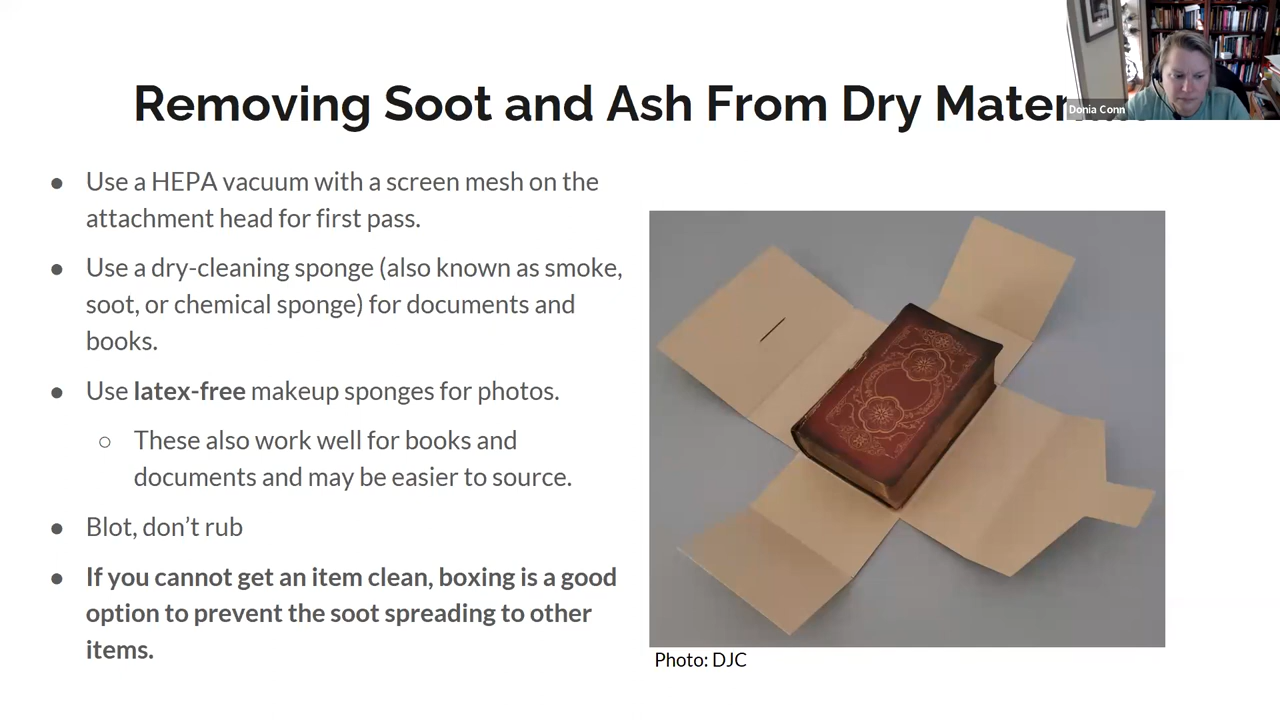 Removing Soot and Ash From Dry
Donia Conn
● Use a HEPA vacuum with a screen mesh on the
attachment head for first pass.
● Use a dry-cleaning sponge (also known as smoke,
soot, or chemical sponge) for documents and
books.
● Use latex-free makeup sponges for photos.
○ These also work well for books and
documents and may be easier to source.
● Blot, don’t rub
● If you cannot get an item clean, boxing is a good
option to prevent the soot spreading to other
items.
Photo: DJC